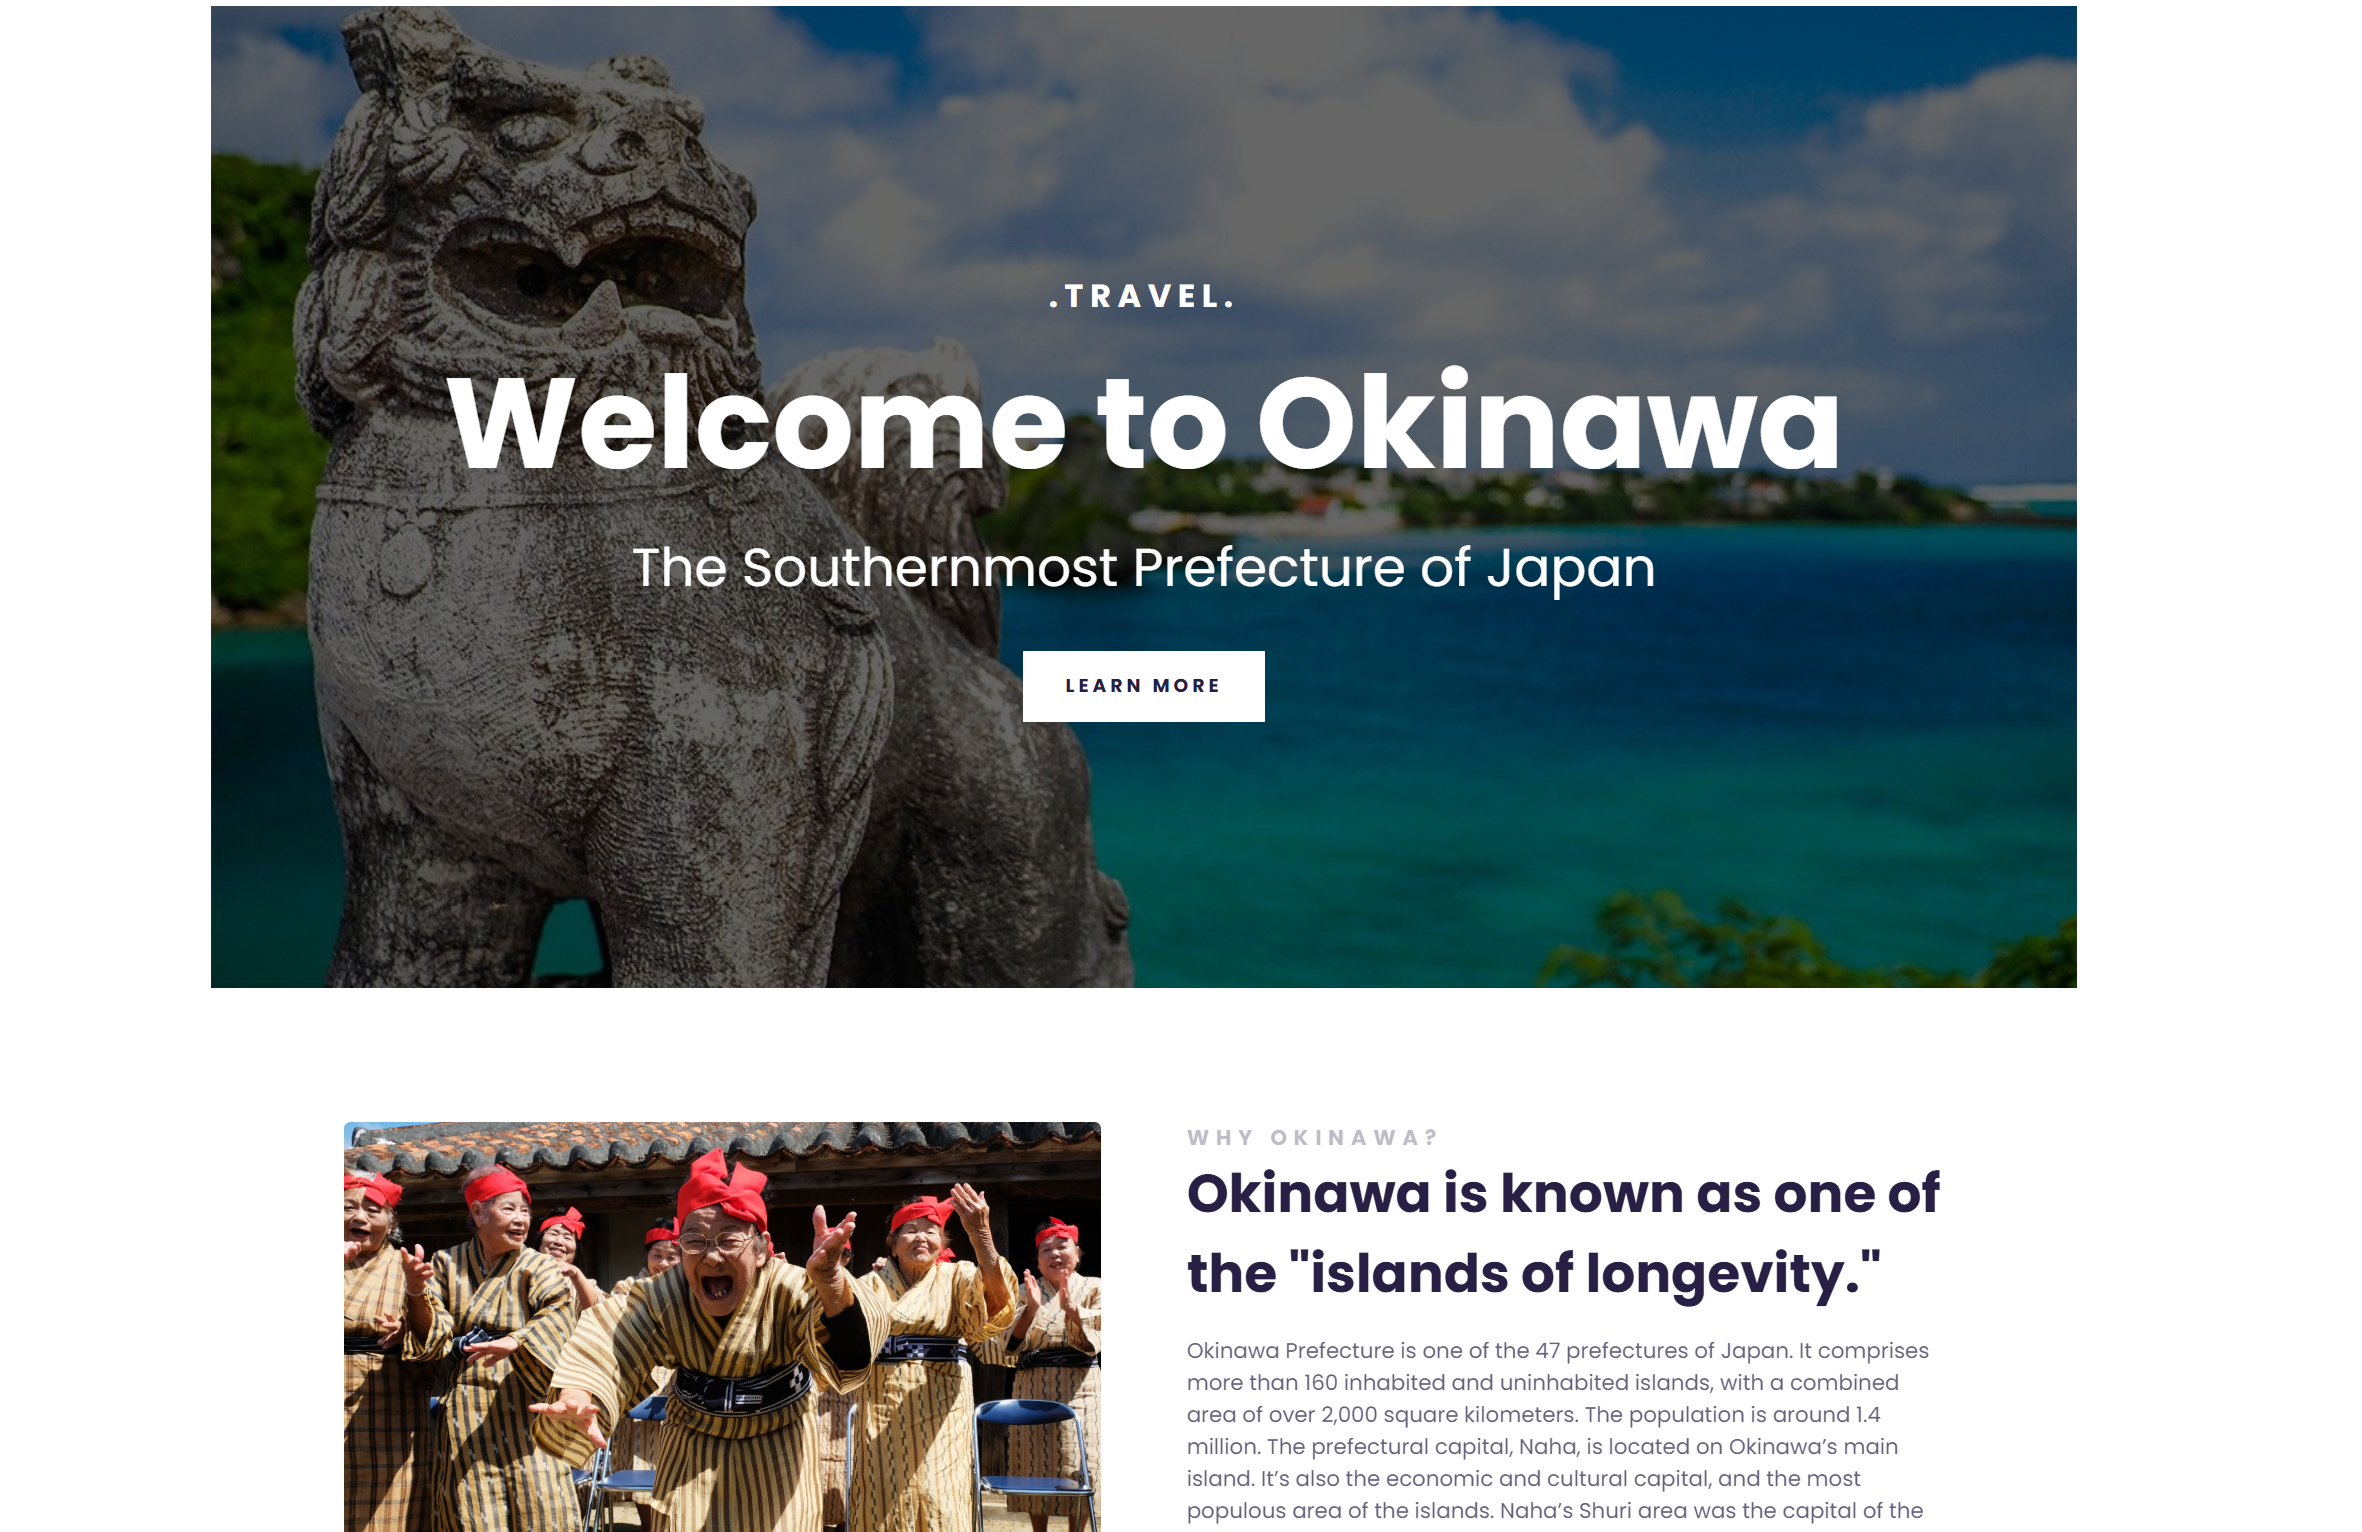 .TRAVEL.
Welcome to Okinawa
The Southernmost Prefecture of Japan
LEARN MORE
WHY OKINAWA?
Okinawa is known as one of
the "islands of longevity."
Okinawa Prefecture is one of the 47 prefectures of Japan. It comprises
more than 160 inhabited and uninhabited islands, with a combined
area of over 2,000 square kilometers. The population is around 1.4
million. The prefectural capital, Naha, is located on Okinawa’s main
island. It’s also the economic and cultural capital, and the most
populous area of the islands. Naha’s Shuri area was the capital of the